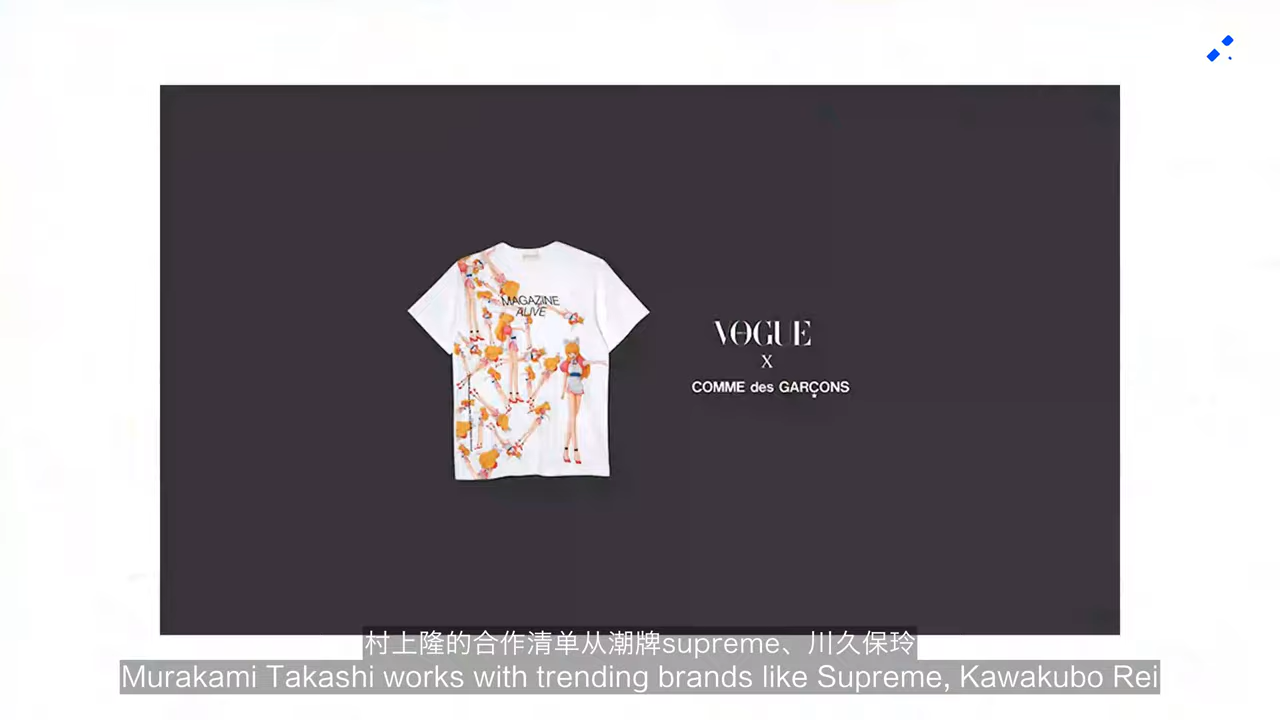 MAGAZINE
ALIVE
VOGUE
X
COMME des GARÇONS
村上隆的合作清单从潮牌supreme、川久保玲
Murakami Takashi works with trending brands like Supreme, Kawakubo Rei